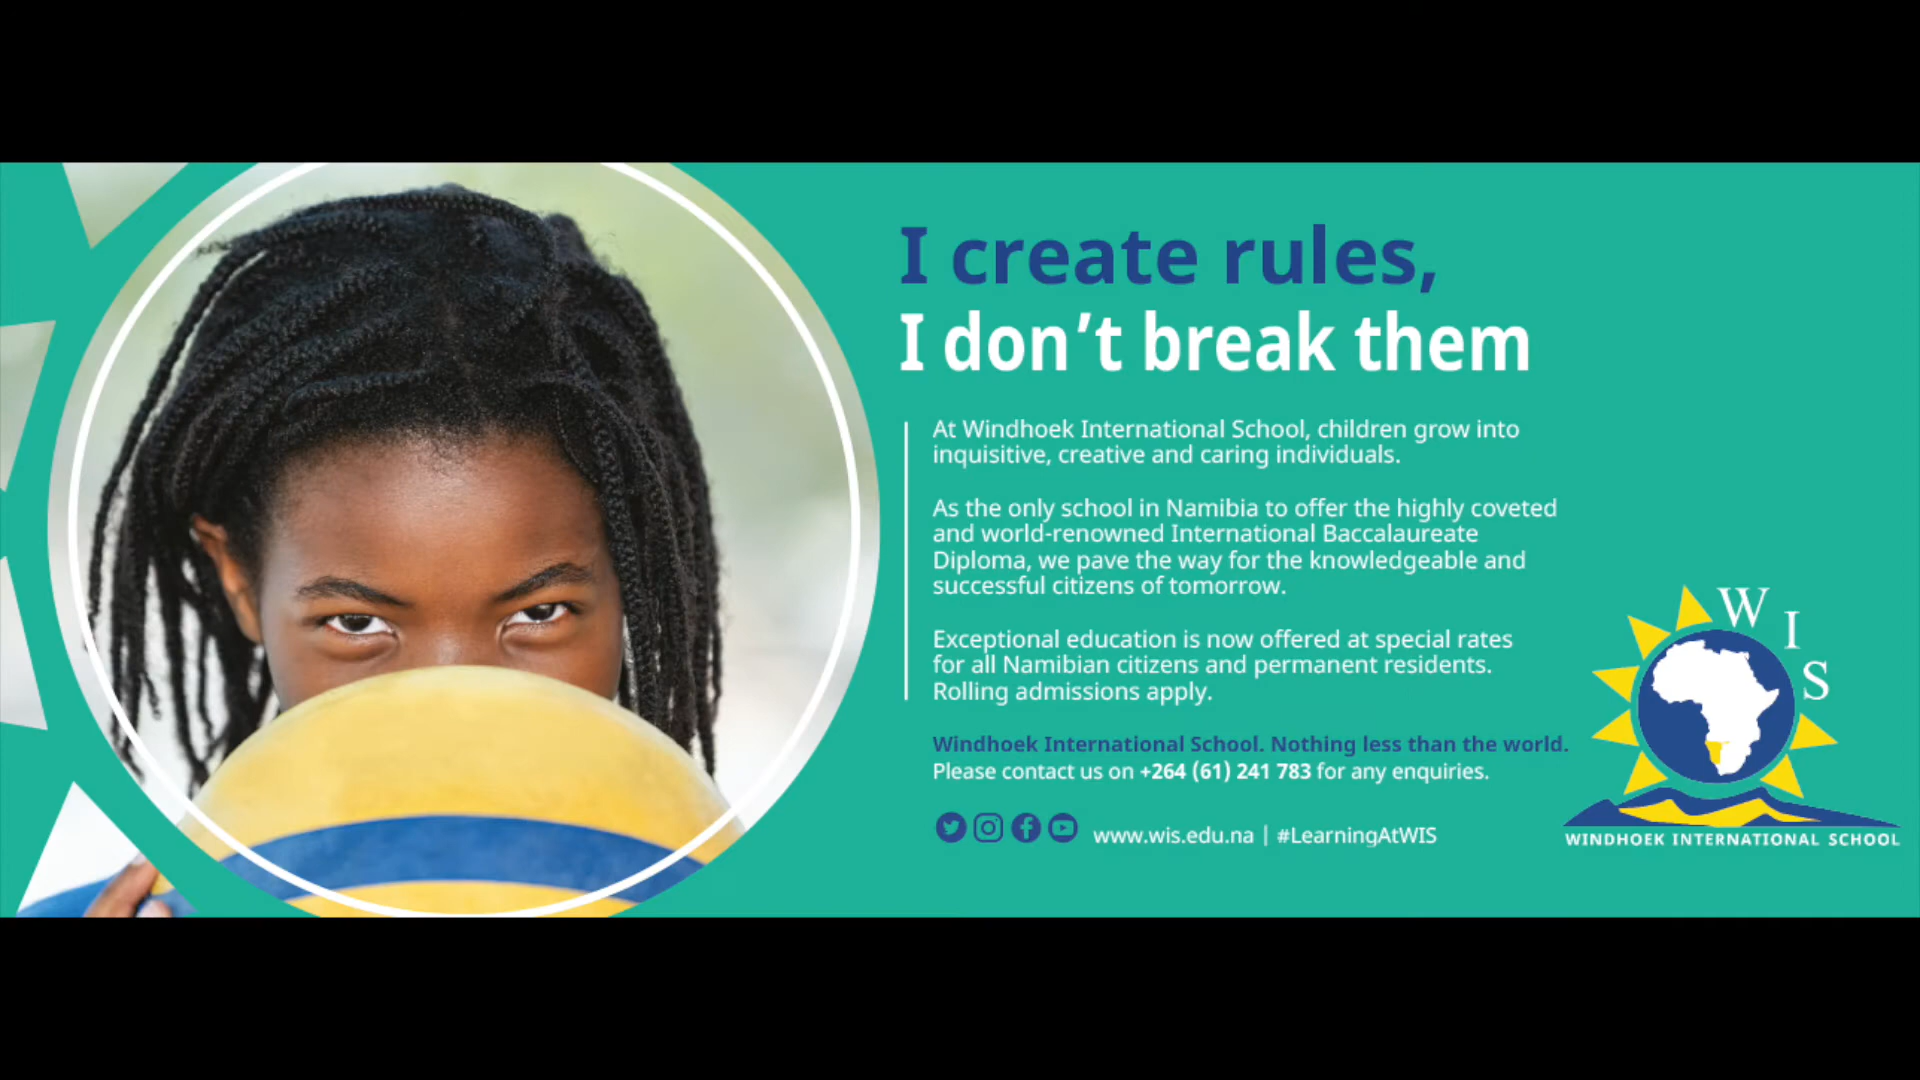 I create rules,
I don’t break them
At Windhoek International School, children grow into
inquisitive, creative and caring individuals.
As the only school in Namibia to offer the highly coveted
and world-renowned International Baccalaureate
Diploma, we pave the way for the knowledgeable and
successful citizens of tomorrow.
Exceptional education is now offered at special rates
for all Namibian citizens and permanent residents.
Rolling admissions apply.
Windhoek International School. Nothing less than the world.
Please contact us on +264 (61) 241 783 for any enquiries.
www.wis.edu.na | #LearningAtWIS
W I S
WINDHOEK INTERNATIONAL SCHOOL